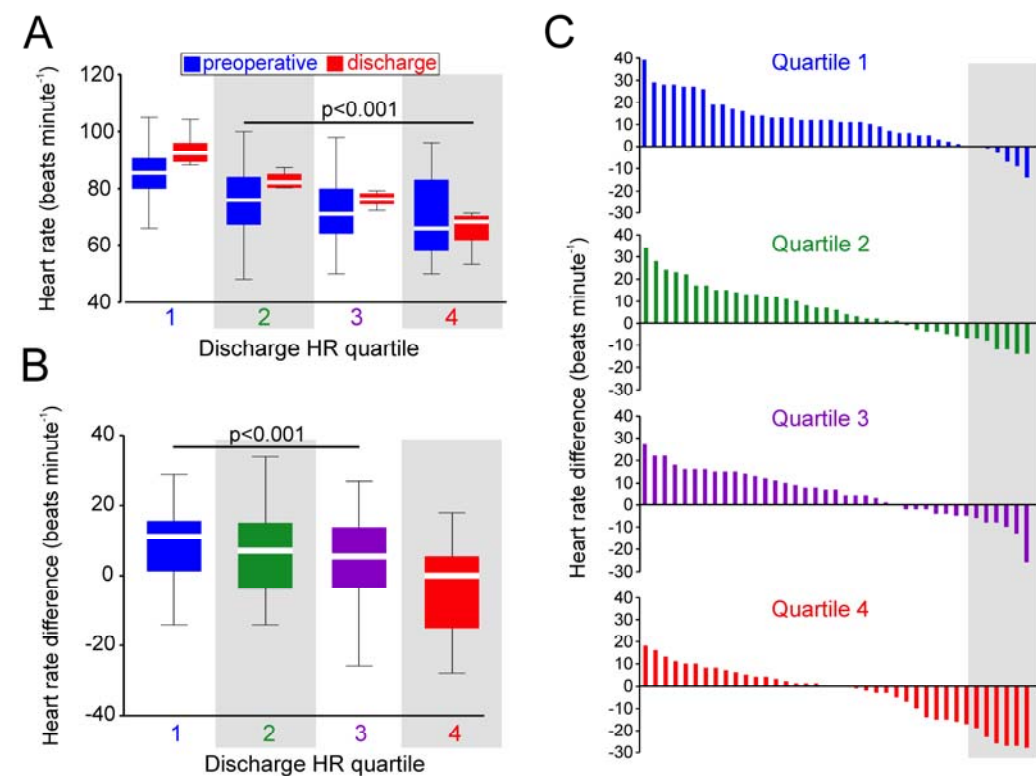 A
preoperative discharge
120
100
80
60
40
p<0.001
Heart rate (beats minute-1)
1 2 3 4
Discharge HR quartile
B
40
20
0
-20
-40
p<0.001
Heart rate difference (beats minute-1)
1 2 3 4
Discharge HR quartile
C
Heart rate difference (beats minute-1)
Quartile 1
40
30
20
10
0
-10
-20
-30
Quartile 2
40
30
20
10
0
-10
-20
-30
Quartile 3
40
30
20
10
0
-10
-20
-30
Quartile 4
40
30
20
10
0
-10
-20
-30